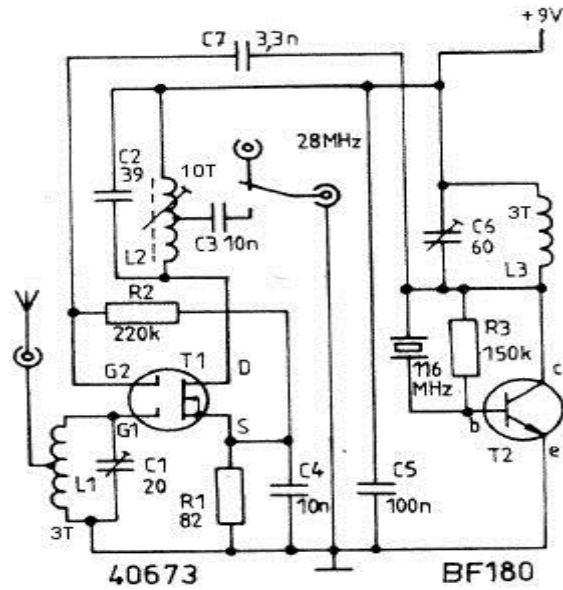 +9V
C7
3,3n
C2
39
10T
28MHz
C3
10n
L2
3T
C6
60
L3
R2
220k
T1
D
G2
G1
S
R3
150k
116
MHz
c
b
e
T2
L1
C1
20
3T
R1
82
C4
10n
C5
100n
40673
BF180